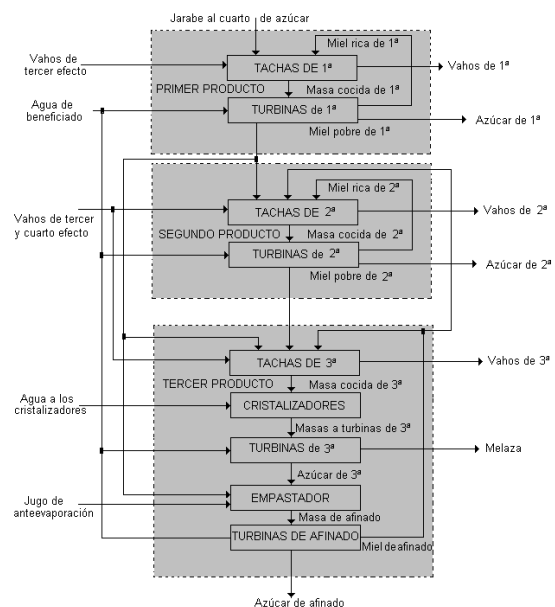 Jarabe al cuarto de azúcar
Vahos de
tercer efecto
Miel rica de 1ª
TACHAS DE 1ª
Vahos de 1ª
PRIMER PRODUCTO
Masa cocida de 1ª
Agua de
beneficiado
TURBINAS de 1ª
Azúcar de 1ª
Miel pobre de 1ª
Miel rica de 2ª
TACHAS DE 2ª
Vahos de 2ª
Vahos de tercer
y cuarto efecto
SEGUNDO PRODUCTO
Masa cocida de 2ª
TURBINAS de 2ª
Azúcar de 2ª
Miel pobre de 2ª
TACHAS DE 3ª
Vahos de 3ª
TERCER PRODUCTO
Masa cocida de 3ª
Agua a los
cristalizadores
CRISTALIZADORES
Masas a turbinas de 3ª
TURBINAS de 3ª
Melaza
Azúcar de 3ª
Jugo de
anteevaporación
EMPASTADOR
Masa de afinado
TURBINAS DE AFINADO
Miel de afinado
Azúcar de afinado